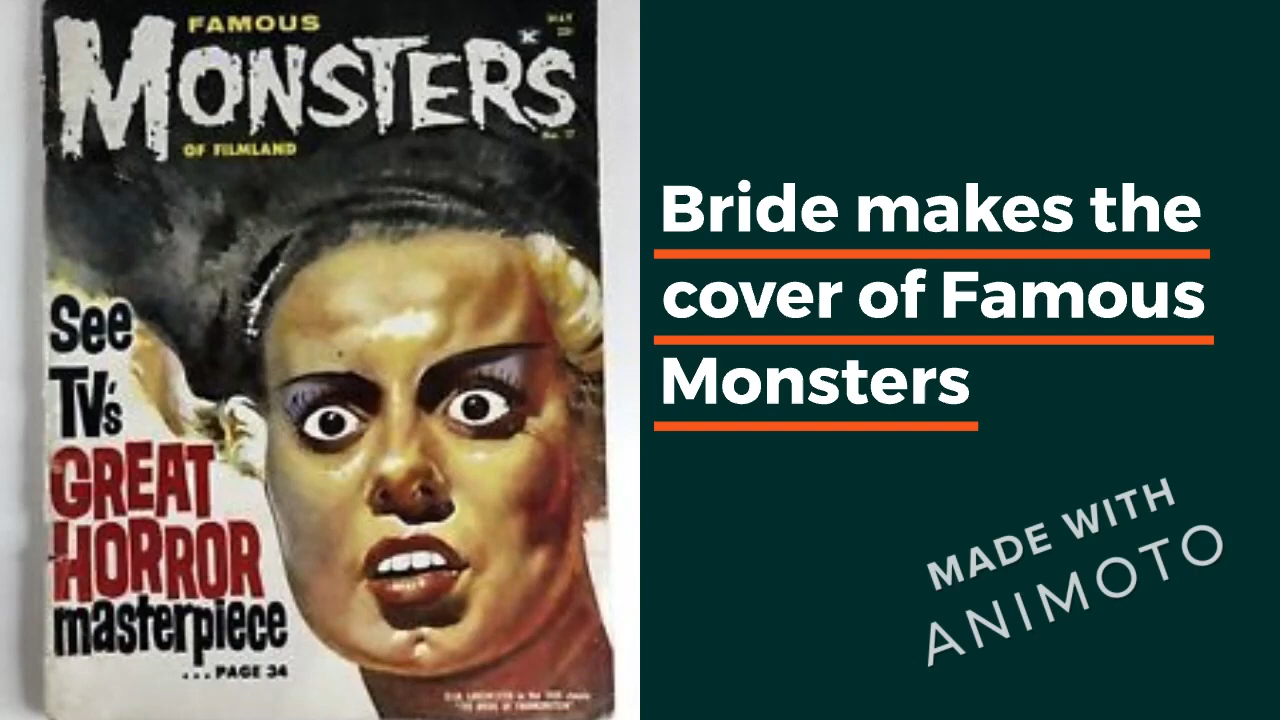 FAMOUS
MAY
MONSTERS
OF FILMLAND
See
TV's
GREAT
HORROR
masterpiece
...PAGE 34
Bride makes the
cover of Famous
Monsters
MADE WITH
ANIMOTO